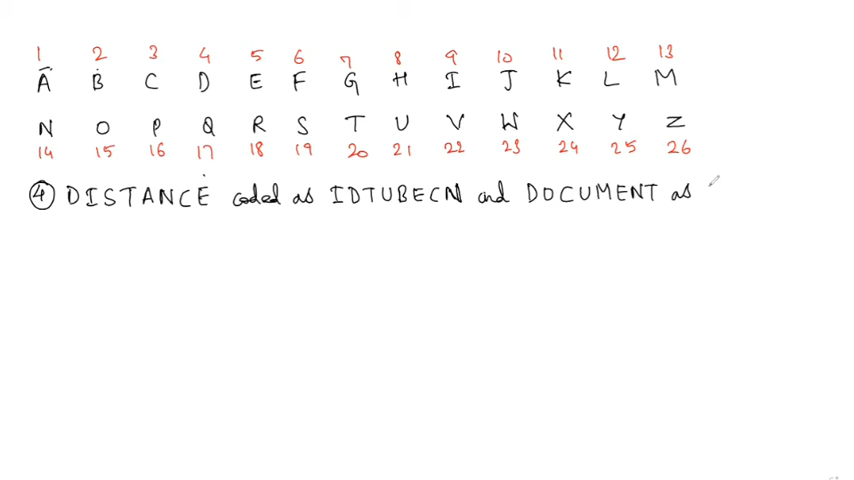 1 2 3 4 5 6 7 8 9 10 11 12 13
A B C D E F G H I J K L M
N O P Q R S T U V W X Y Z
14 15 16 17 18 19 20 21 22 23 24 25 26
④ DISTANCE coded as IDTUBECN and DOCUMENT as